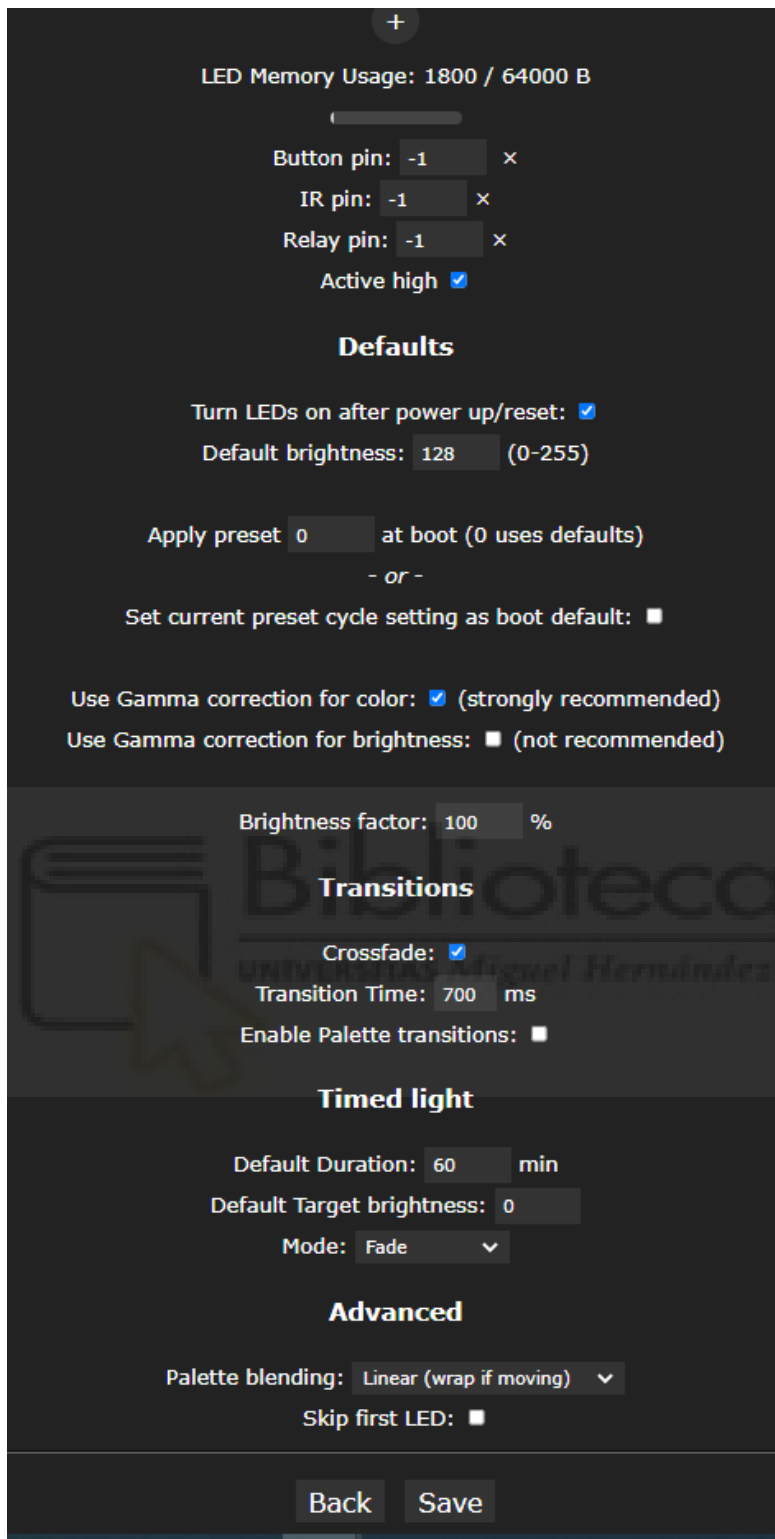 +
LED Memory Usage: 1800 / 64000 B
Button pin: -1 ×
IR pin: -1 ×
Relay pin: -1 ×
Active high
Defaults
Turn LEDs on after power up/reset:
Default brightness: 128 (0-255)
Apply preset 0 at boot (0 uses defaults)
- or -
Set current preset cycle setting as boot default:
Use Gamma correction for color: (strongly recommended)
Use Gamma correction for brightness: (not recommended)
Brightness factor: 100 %
Biblioteca
UNIVERSITAS Miguel Hernández
Transitions
Crossfade:
Transition Time: 700 ms
Enable Palette transitions:
Timed light
Default Duration: 60 min
Default Target brightness: 0
Mode: Fade
Advanced
Palette blending: Linear (wrap if moving)
Skip first LED:
Back Save